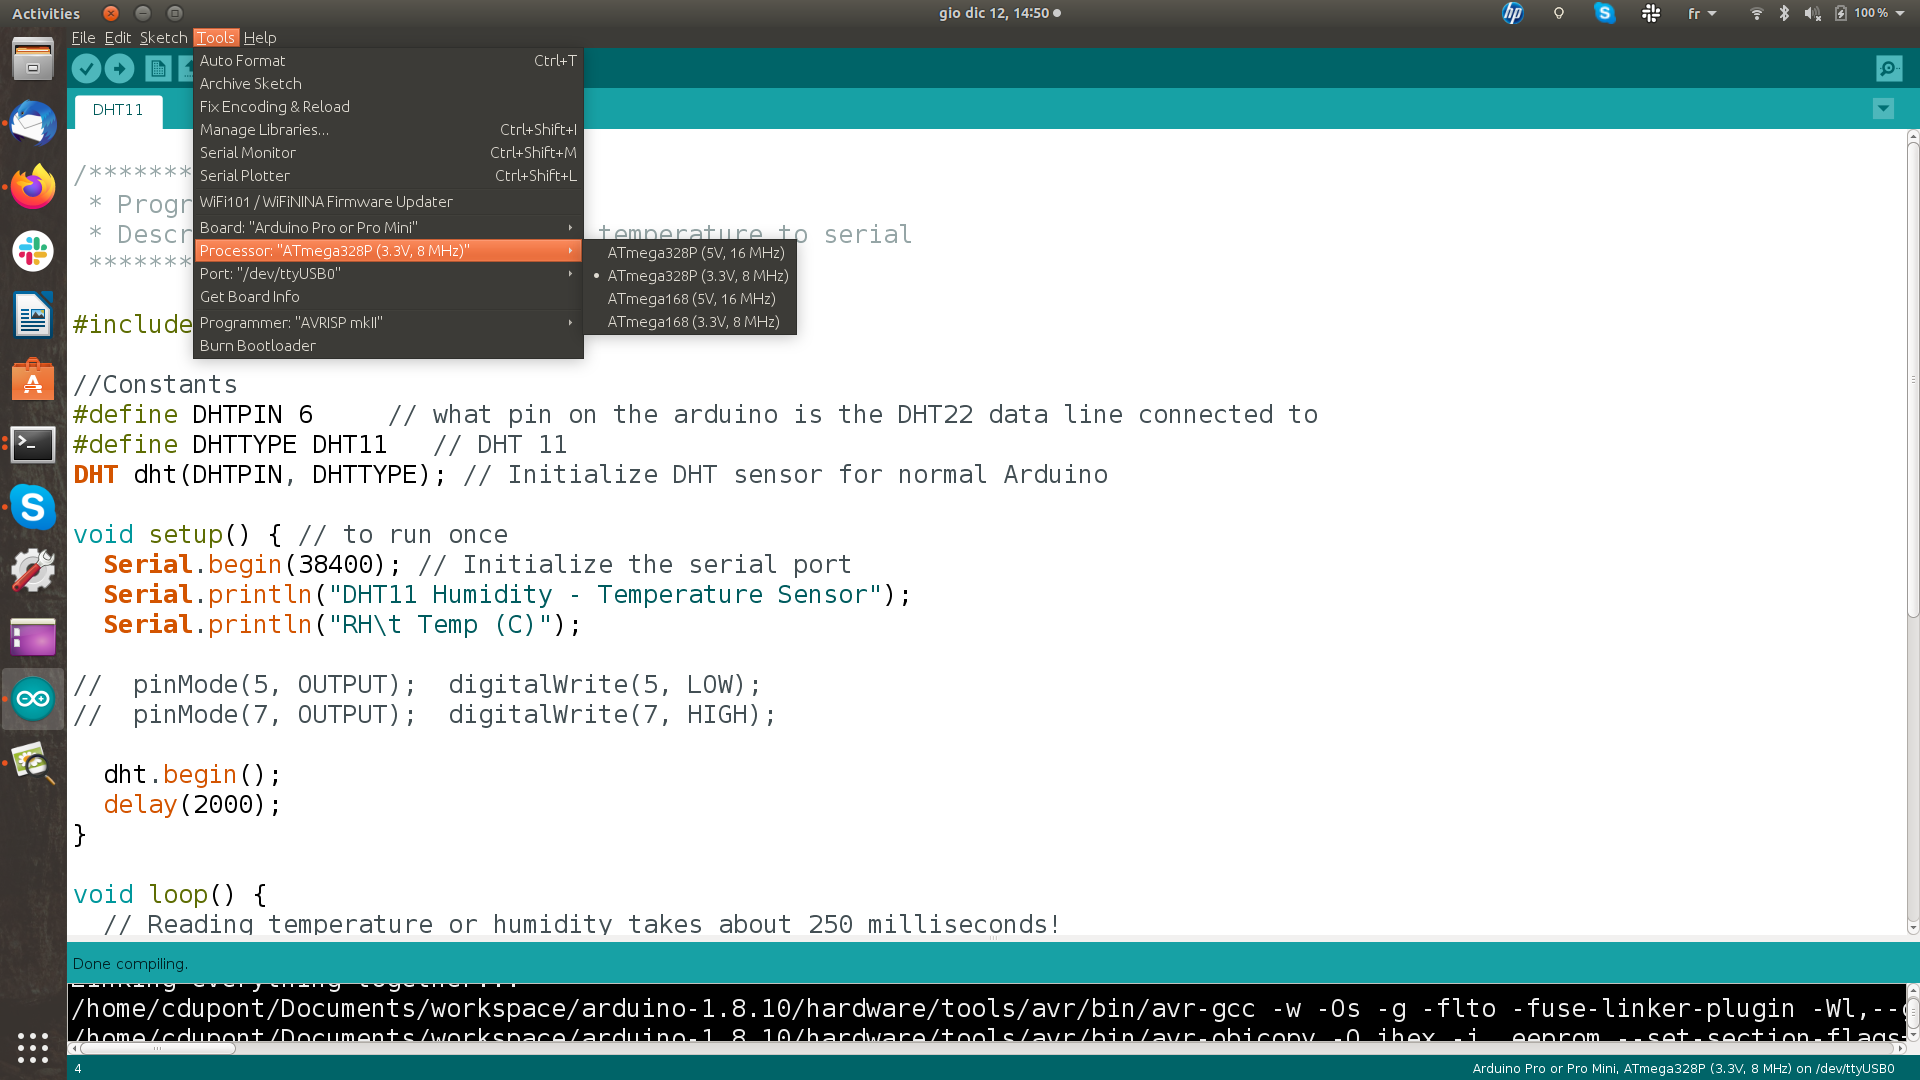 Activities
gio dic 12, 14:50
fr
100 %
File Edit Sketch Tools Help
Auto Format Ctrl+T
Archive Sketch
Fix Encoding & Reload
Manage Libraries... Ctrl+Shift+I
Serial Monitor Ctrl+Shift+M
Serial Plotter Ctrl+Shift+L
WiFi101 / WiFiNINA Firmware Updater
Board: "Arduino Pro or Pro Mini"
Processor: "ATmega328P (3.3V, 8 MHz)"
Port: "/dev/ttyUSB0"
Get Board Info
Programmer: "AVRISP mkII"
Burn Bootloader
ATmega328P (5V, 16 MHz)
ATmega328P (3.3V, 8 MHz)
ATmega168 (5V, 16 MHz)
ATmega168 (3.3V, 8 MHz)
DHT11
/*******
* Progr
* Descr temperature to serial
*******
#include
//Constants
#define DHTPIN 6 // what pin on the arduino is the DHT22 data line connected to
#define DHTTYPE DHT11 // DHT 11
DHT dht(DHTPIN, DHTTYPE); // Initialize DHT sensor for normal Arduino
void setup() { // to run once
Serial.begin(38400); // Initialize the serial port
Serial.println("DHT11 Humidity - Temperature Sensor");
Serial.println("RH\t Temp (C)");
// pinMode(5, OUTPUT); digitalWrite(5, LOW);
// pinMode(7, OUTPUT); digitalWrite(7, HIGH);
dht.begin();
delay(2000);
}
void loop() {
// Reading temperature or humidity takes about 250 milliseconds!
Done compiling.
Linking everything together...
/home/cdupont/Documents/workspace/arduino-1.8.10/hardware/tools/avr/bin/avr-gcc -w -Os -g -flto -fuse-linker-plugin -Wl,--g
/home/cdupont/Documents/workspace/arduino-1.8.10/hardware/tools/avr/bin/avr-objcopy -O ihex -j .eeprom --set-section-flags=
4
Arduino Pro or Pro Mini, ATmega328P (3.3V, 8 MHz) on /dev/ttyUSB0